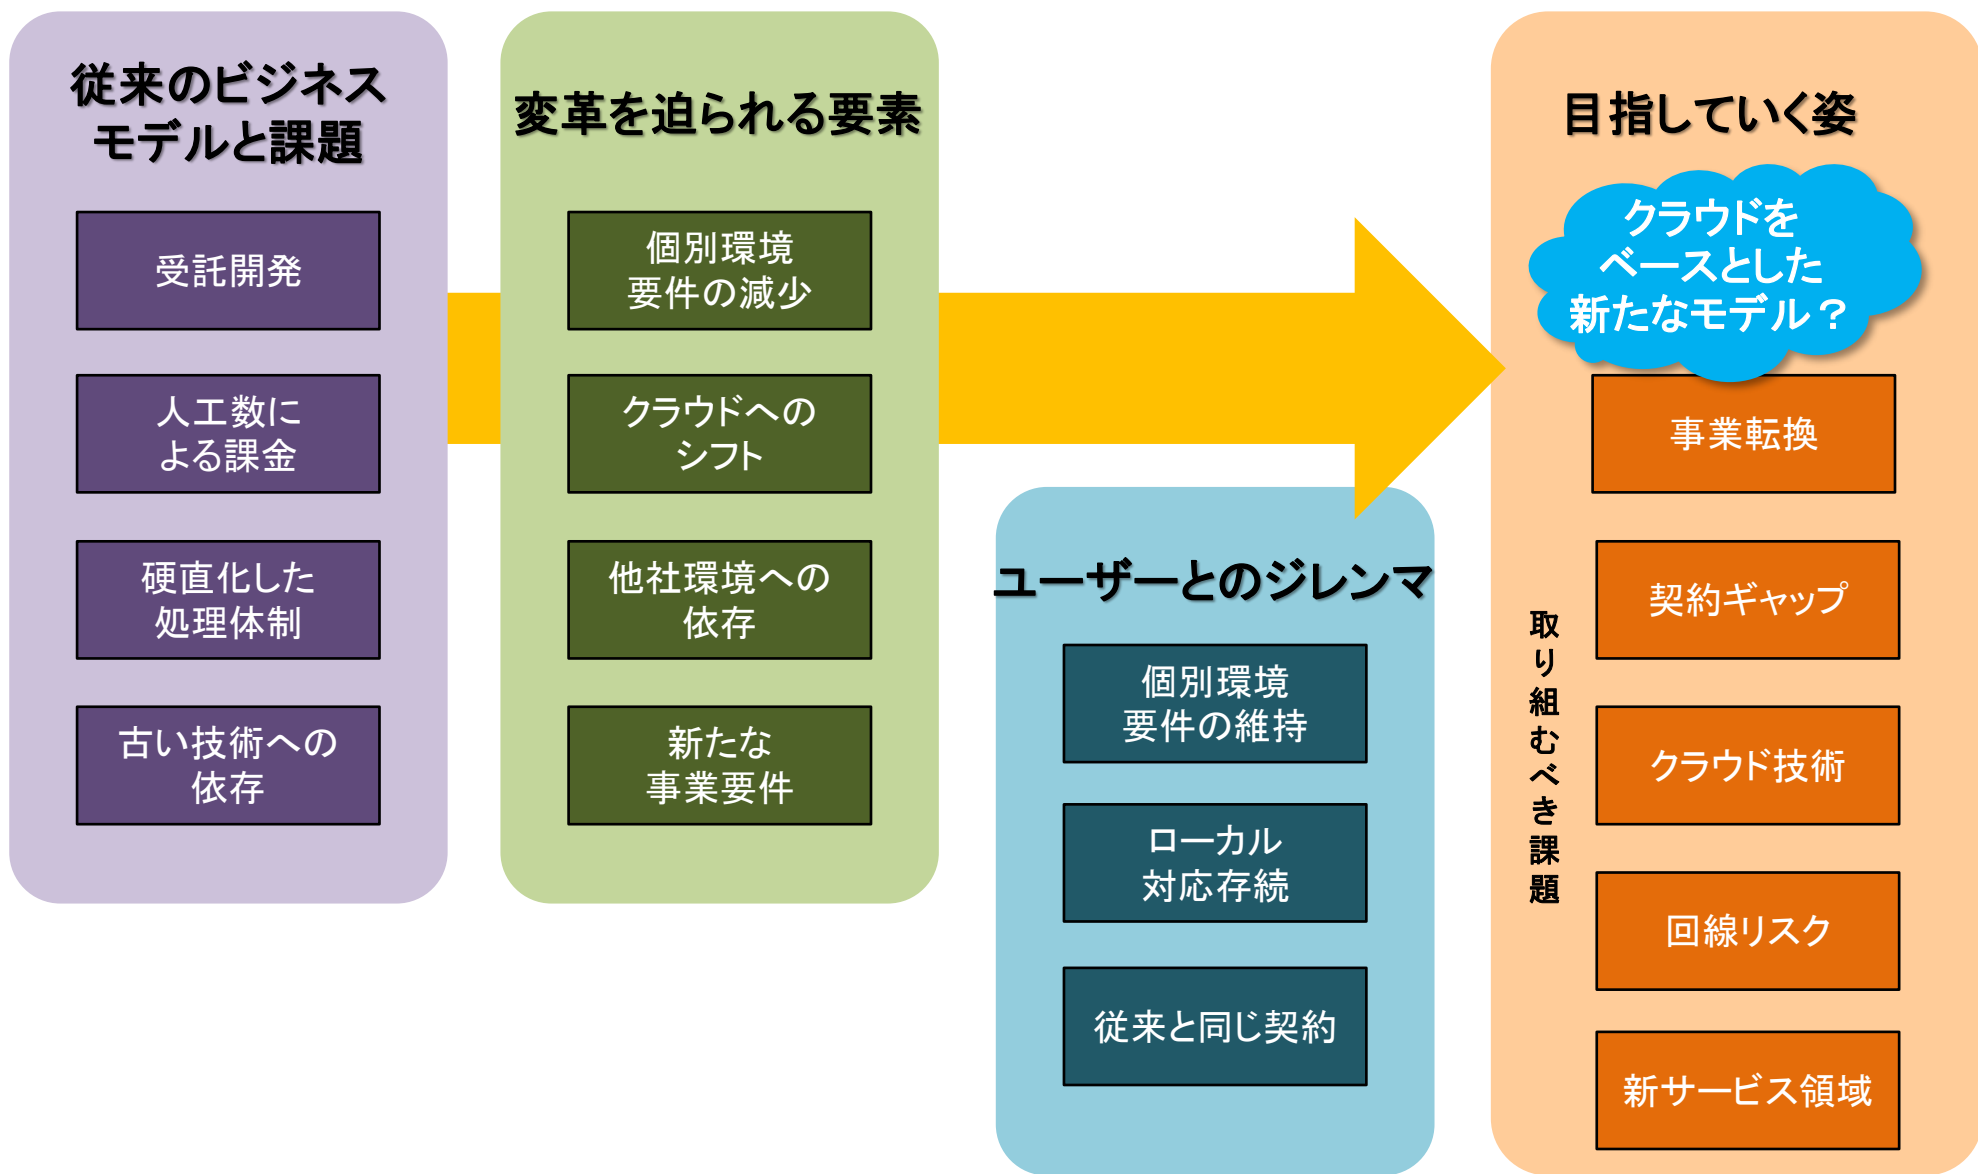 従来のビジネス
モデルと課題
受託開発
人工数に
よる課金
硬直化した
処理体制
古い技術への
依存
変革を迫られる要素
個別環境
要件の減少
クラウドへの
シフト
他社環境への
依存
新たな
事業要件
ユーザーとのジレンマ
個別環境
要件の維持
ローカル
対応存続
従来と同じ契約
目指していく姿
クラウドを
ベースとした
新たなモデル？
取り組むべき課題
事業転換
契約ギャップ
クラウド技術
回線リスク
新サービス領域